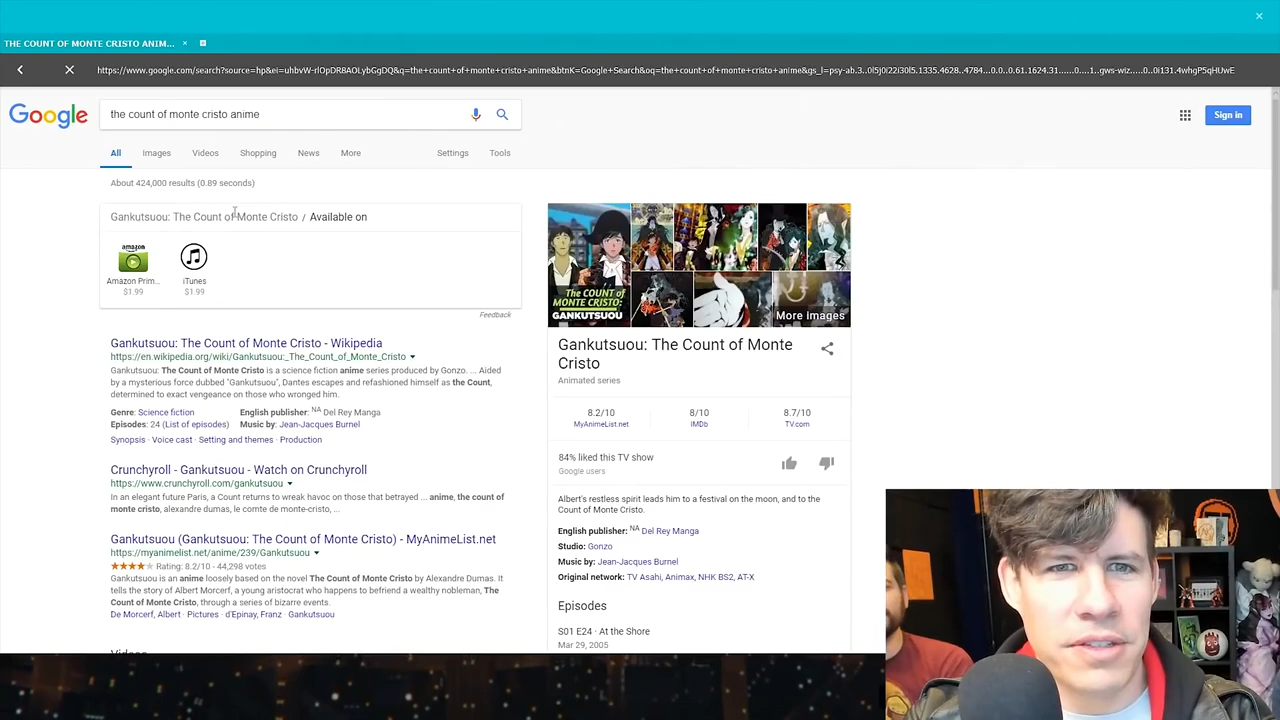 THE COUNT OF MONTE CRISTO ANIM...
https://www.google.com/search?source=hp&ei=uhbvW-rlOpDR8AOLybGgDQ&q=the+count+of+monte+cristo+anime&btnK=Google+Search&oq=the+count+of+monte+cristo+anime&gs_l=psy-ab.3..0l5j0i22i30l5.1335.4628..4784...0.0..0.61.1624.31......0....1..gws-wiz.....0..0i131.4whgP5qHUwE
Google
the count of monte cristo anime
Sign in
All Images Videos Shopping News More Settings Tools
About 424,000 results (0.89 seconds)
Gankutsuou: The Count of Monte Cristo / Available on
amazon
Amazon Prim... iTunes
$1.99 $1.99
Feedback
Gankutsuou: The Count of Monte Cristo - Wikipedia
https://en.wikipedia.org/wiki/Gankutsuou:_The_Count_of_Monte_Cristo
Gankutsuou: The Count of Monte Cristo is a science fiction anime series produced by Gonzo. ... Aided
by a mysterious force dubbed "Gankutsuou", Dantes escapes and refashioned himself as the Count,
determined to exact vengeance on those who wronged him.
Genre: Science fiction English publisher: NA Del Rey Manga
Episodes: 24 (List of episodes) Music by: Jean-Jacques Burnel
Synopsis · Voice cast · Setting and themes · Production
Crunchyroll - Gankutsuou - Watch on Crunchyroll
https://www.crunchyroll.com/gankutsuou
In an elegant future Paris, a Count returns to wreak havoc on those that betrayed ... anime, the count of
monte cristo, alexandre dumas, le comte de monte-cristo, ...
Gankutsuou (Gankutsuou: The Count of Monte Cristo) - MyAnimeList.net
https://myanimelist.net/anime/239/Gankutsuou
Rating: 8.2/10 - 44,298 votes
Gankutsuou is an anime loosely based on the novel The Count of Monte Cristo by Alexandre Dumas. It
tells the story of Albert Morcerf, a young aristocrat who happens to befriend a wealthy nobleman, The
Count of Monte Cristo, through a series of bizarre events.
De Morcerf, Albert · Pictures · d'Epinay, Franz · Gankutsuou
Videos
The COUNT OF
MONTE CRISTO:
GANKUTSUOU
More images
Gankutsuou: The Count of Monte
Cristo
Animated series
8.2/10 8/10 8.7/10
MyAnimeList.net IMDb TV.com
84% liked this TV show
Google users
Albert's restless spirit leads him to a festival on the moon, and to the
Count of Monte Cristo.
English publisher: NA Del Rey Manga
Studio: Gonzo
Music by: Jean-Jacques Burnel
Original network: TV Asahi, Animax, NHK BS2, AT-X
Episodes
S01 E24 · At the Shore
Mar 29, 2005